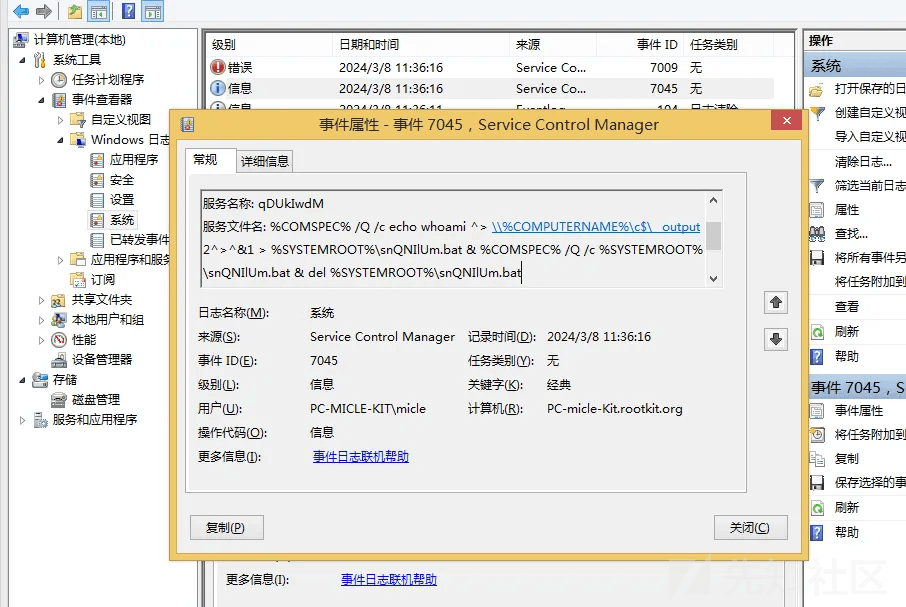 计算机管理(本地)
系统工具
任务计划程序
事件查看器
自定义视图
Windows 日志
应用程序
安全
设置
系统
已转发事件
应用程序和服务
订阅
共享文件夹
本地用户和组
性能
设备管理器
存储
磁盘管理
服务和应用程序
级别 日期和时间 来源 事件 ID 任务类别
错误 2024/3/8 11:36:16 Service Co... 7009 无
信息 2024/3/8 11:36:16 Service Co... 7045 无
信息 2024/3/8 11:36:11 Eventlog 104 日志清除
事件属性 - 事件 7045，Service Control Manager
常规 详细信息
服务名称: qDUkIwdM
服务文件名: %COMSPEC% /Q /c echo whoami ^> \\%COMPUTERNAME%\c$\__output
2^>^&1 > %SYSTEMROOT%\snQNIlUm.bat & %COMSPEC% /Q /c %SYSTEMROOT%
\snQNIlUm.bat & del %SYSTEMROOT%\snQNIlUm.bat
日志名称(M): 系统
来源(S): Service Control Manager 记录时间(D): 2024/3/8 11:36:16
事件 ID(E): 7045 任务类别(Y): 无
级别(L): 信息 关键字(K): 经典
用户(U): PC-MICLE-KIT\micle 计算机(R): PC-micle-Kit.rootkit.org
操作代码(O): 信息
更多信息(I): 事件日志联机帮助
复制(P) 关闭(C)
更多信息(I): 事件日志联机帮助
操作
系统
打开保存的日
创建自定义视
导入自定义视
清除日志...
筛选当前日志
属性
查找...
将所有事件另
将任务附加到
查看
刷新
帮助
事件 7045，S
事件属性
将任务附加到
复制
保存选择的事
刷新
帮助
先知社区